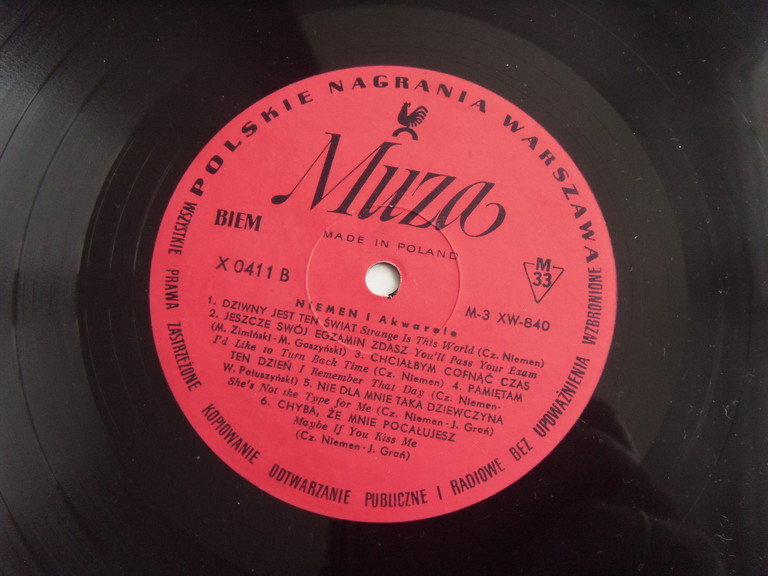 POLSKIE NAGRANIA WARSZAWA
Muza
MADE IN POLAND
BIEM
X 0411 B
M
33
M-3 XW-840
NIEMEN i Akwarele
1. DZIWNY JEST TEN ŚWIAT Strange Is This World (Cz. Niemen)
2. JESZCZE SWÓJ EGZAMIN ZDASZ You'll Pass Your Exam
(M. Zimiński-M. Gaszyński) 3. CHCIAŁBYM COFNĄĆ CZAS
I'd Like to Turn Back Time (Cz. Niemen) 4. PAMIĘTAM
TEN DZIEŃ I Remember That Day (Cz. Niemen-
W. Patuszyński) 5. NIE DLA MNIE TAKA DZIEWCZYNA
She's Not the Type for Me (Cz. Niemen-J. Groń)
6. CHYBA, ŻE MNIE POCAŁUJESZ
Maybe If You Kiss Me
(Cz. Niemen-J. Groń)
WSZYSTKIE PRAWA ZASTRZEŻONE KOPIOWANIE ODTWARZANIE PUBLICZNE I RADIOWE BEZ UPOWAŻNIENIA WZBRONIONE